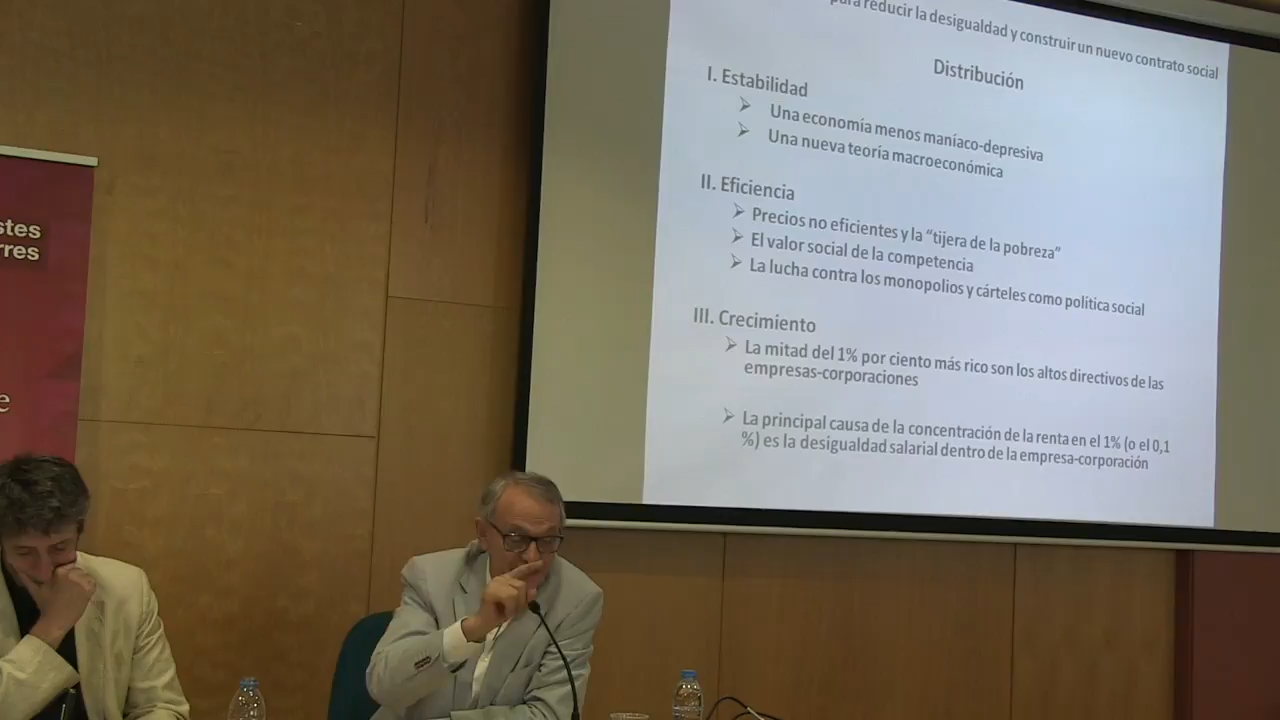 stes
rres
e
para reducir la desigualdad y construir un nuevo contrato social
Distribución
I. Estabilidad
➢ Una economía menos maníaco-depresiva
➢ Una nueva teoría macroeconómica
II. Eficiencia
➢ Precios no eficientes y la “tijera de la pobreza”
➢ El valor social de la competencia
➢ La lucha contra los monopolios y cárteles como política social
III. Crecimiento
➢ La mitad del 1% por ciento más rico son los altos directivos de las
empresas-corporaciones
➢ La principal causa de la concentración de la renta en el 1% (o el 0,1
%) es la desigualdad salarial dentro de la empresa-corporación